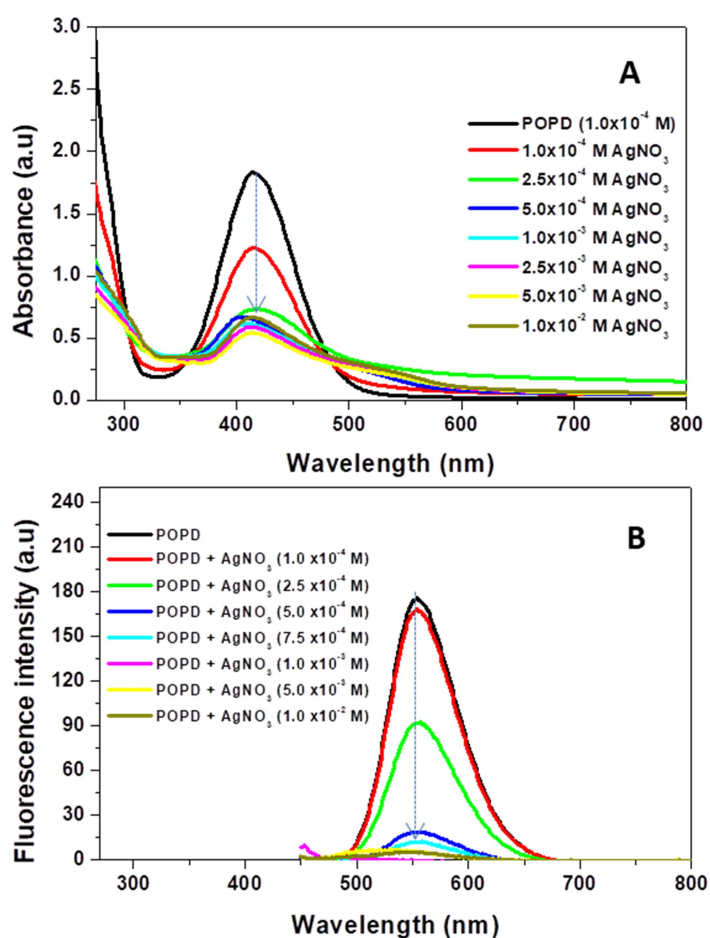 3.0
A
2.5
POPD (1.0x10⁻⁴ M)
1.0x10⁻⁴ M AgNO₃
2.0
2.5x10⁻⁴ M AgNO₃
5.0x10⁻⁴ M AgNO₃
1.5
1.0x10⁻³ M AgNO₃
2.5x10⁻³ M AgNO₃
1.0
5.0x10⁻³ M AgNO₃
1.0x10⁻² M AgNO₃
0.5
0.0
Absorbance (a.u)
300 400 500 600 700 800
Wavelength (nm)
240
B
POPD
210
POPD + AgNO₃ (1.0 x10⁻⁴ M)
POPD + AgNO₃ (2.5 x10⁻⁴ M)
180
POPD + AgNO₃ (5.0 x10⁻⁴ M)
150
POPD + AgNO₃ (7.5 x10⁻⁴ M)
POPD + AgNO₃ (1.0 x10⁻³ M)
120
POPD + AgNO₃ (5.0 x10⁻³ M)
POPD + AgNO₃ (1.0 x10⁻² M)
90
60
30
0
Fluorescence intensity (a.u)
300 400 500 600 700 800
Wavelength (nm)